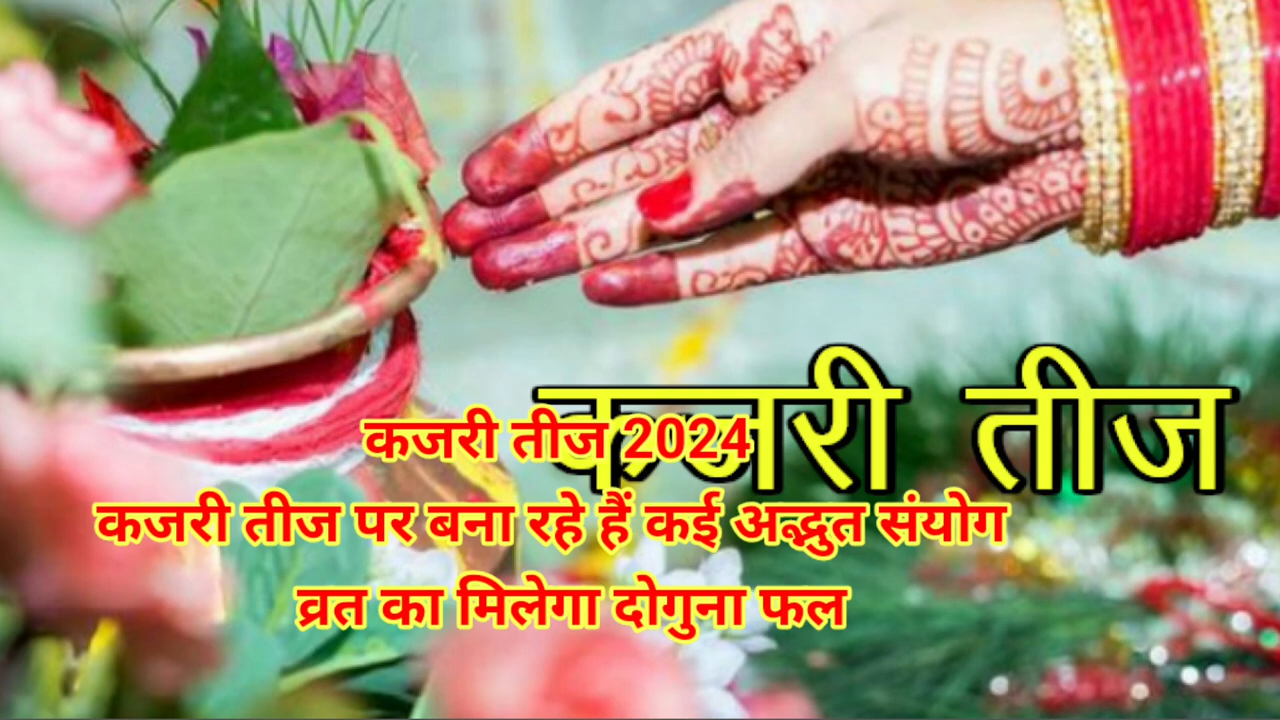 कजरी तीज
कजरी तीज 2024
कजरी तीज पर बना रहे हैं कई अद्भुत संयोग
व्रत का मिलेगा दोगुना फल